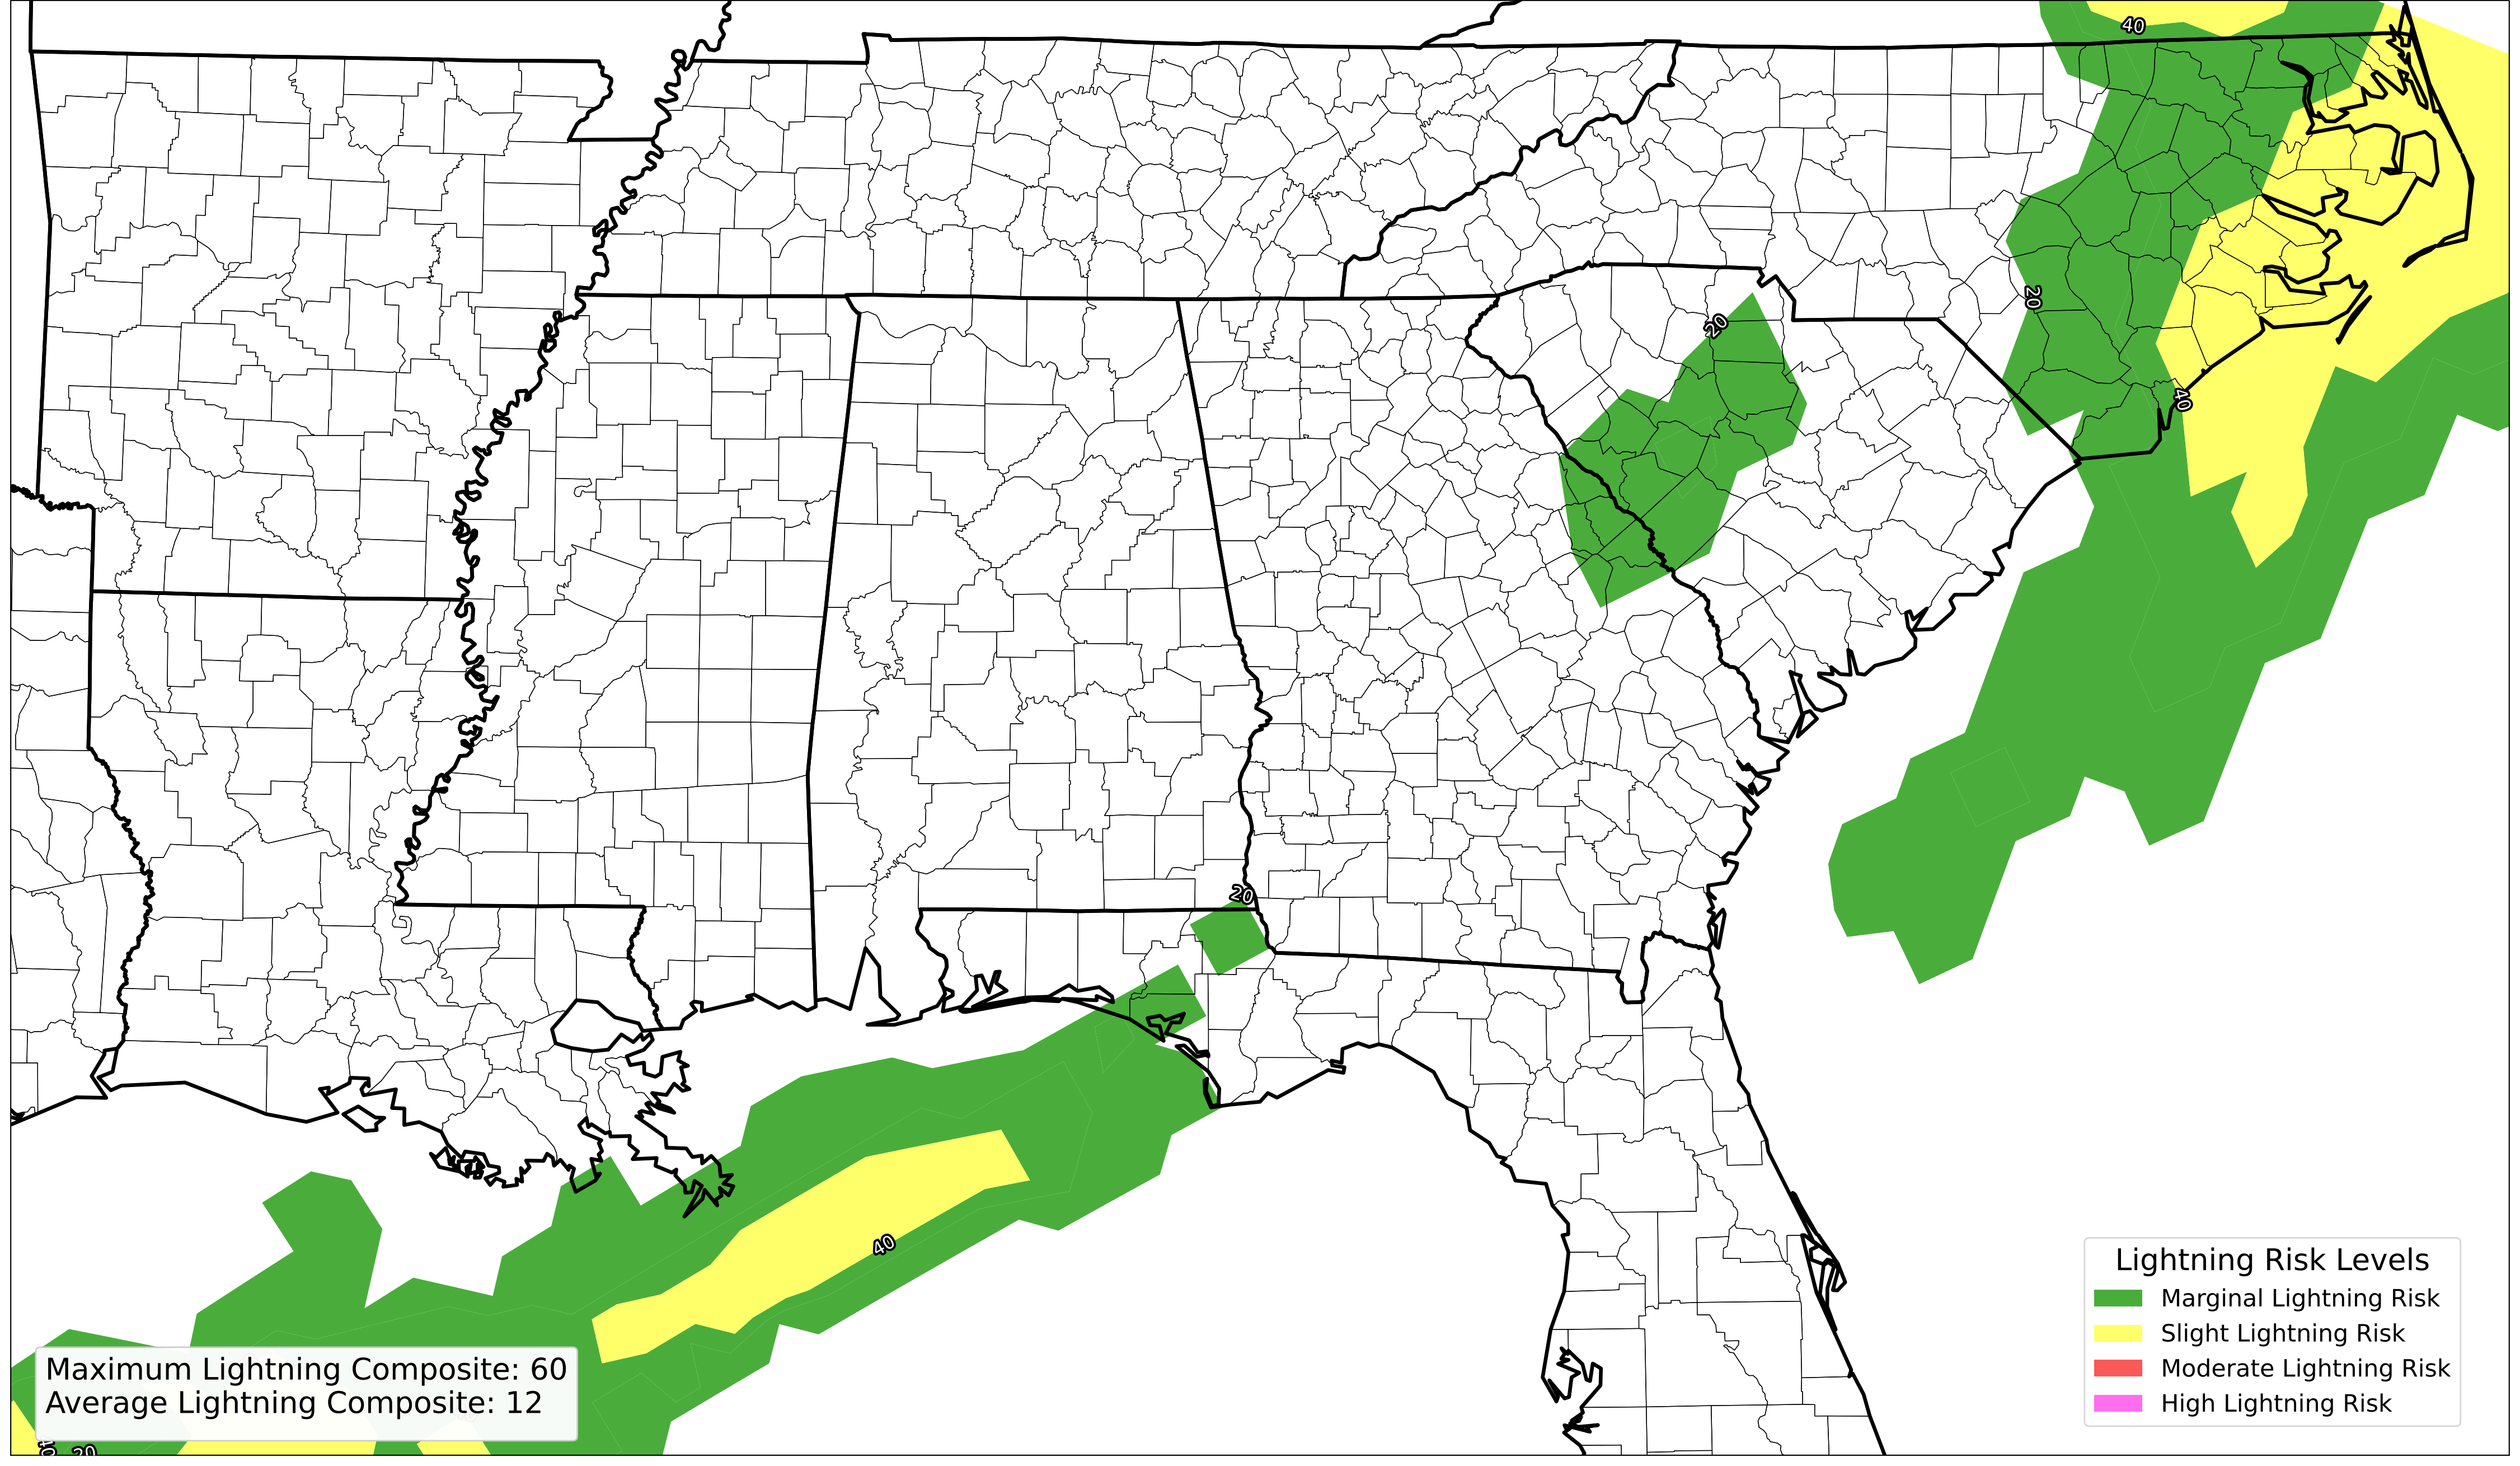 40
20
20
40
20
40
Lightning Risk Levels
Marginal Lightning Risk
Slight Lightning Risk
Moderate Lightning Risk
High Lightning Risk
Maximum Lightning Composite: 60
Average Lightning Composite: 12
20